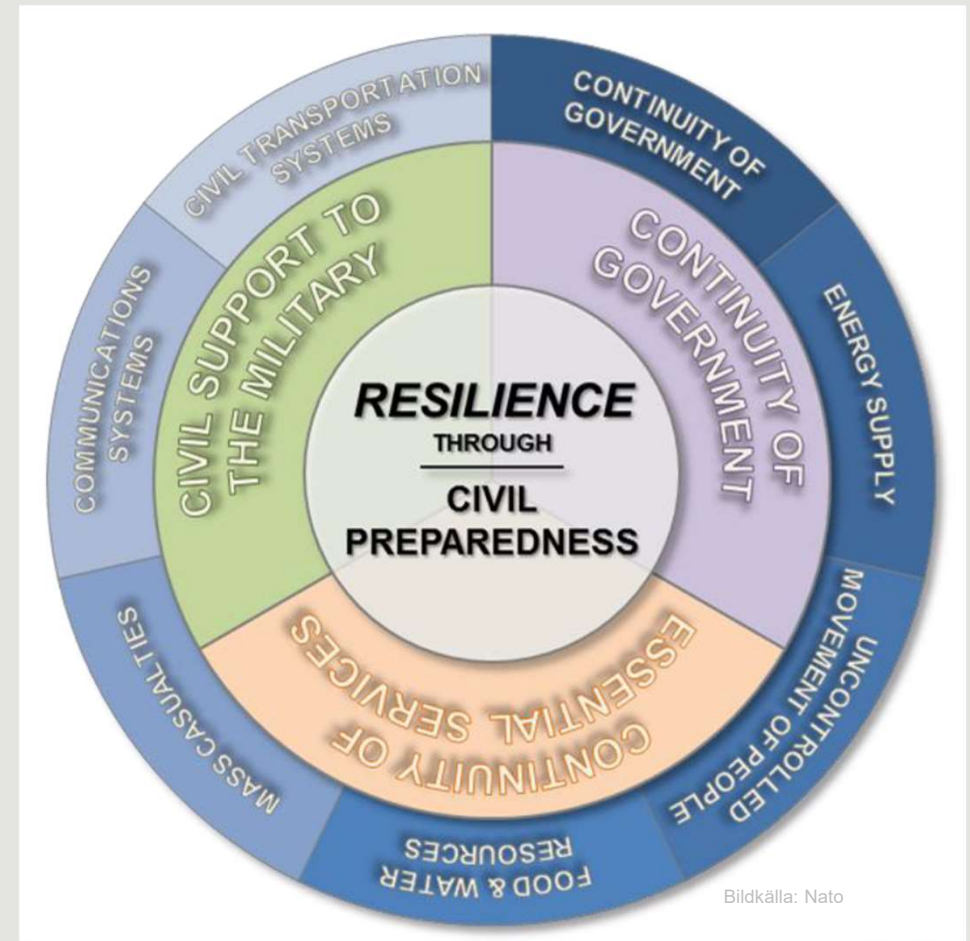 RESILIENCE
THROUGH
CIVIL
PREPAREDNESS
CONTINUITY OF
GOVERNMENT
CONTINUITY OF
ESSENTIAL SERVICES
CIVIL SUPPORT TO
THE MILITARY
CONTINUITY OF
GOVERNMENT
ENERGY SUPPLY
UNCONTROLLED
MOVEMENT OF PEOPLE
FOOD & WATER
RESOURCES
MASS CASUALTIES
COMMUNICATIONS
SYSTEMS
CIVIL TRANSPORTATION
SYSTEMS
Bildkälla: Nato